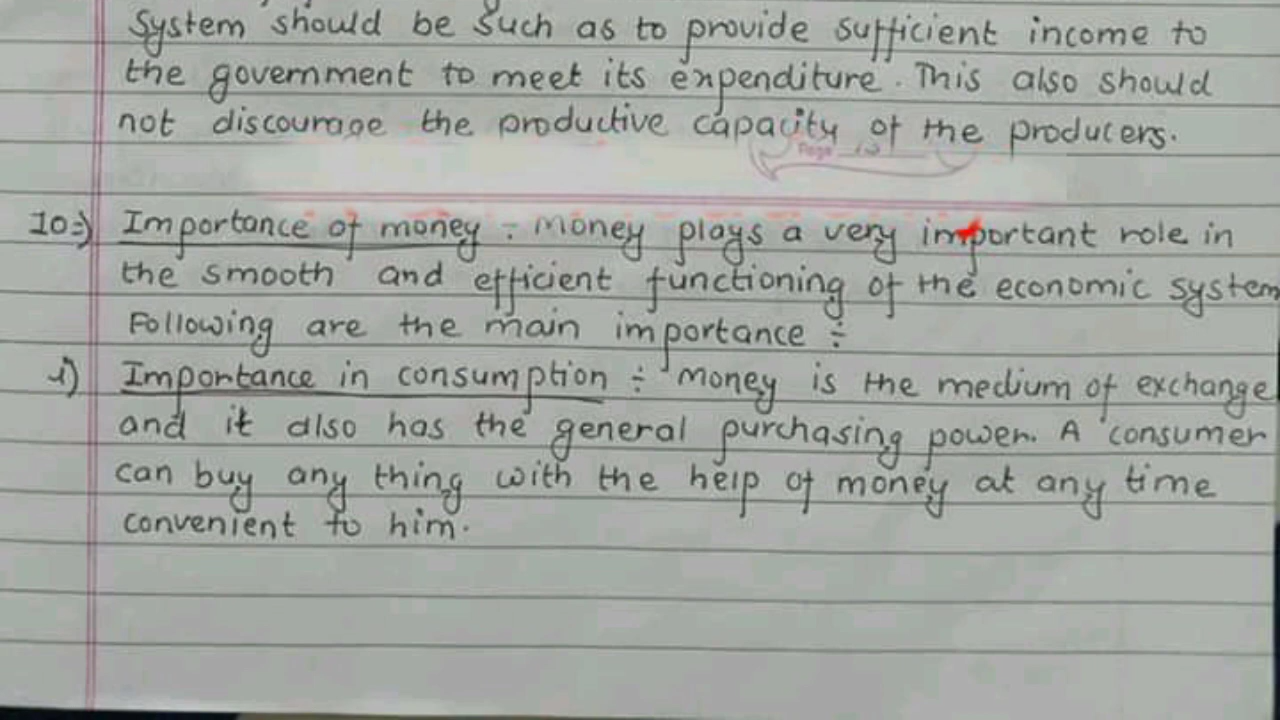 System should be such as to provide sufficient income to
the government to meet its expenditure. This also should
not discourage the productive capacity of the producers.
Page
10:) Importance of money : money plays a very important role in
the smooth and efficient functioning of the economic system
Following are the main importance ÷
i) Importance in consumption ÷ money is the medium of exchange
and it also has the general purchasing power. A consumer
can buy any thing with the help of money at any time
convenient to him.